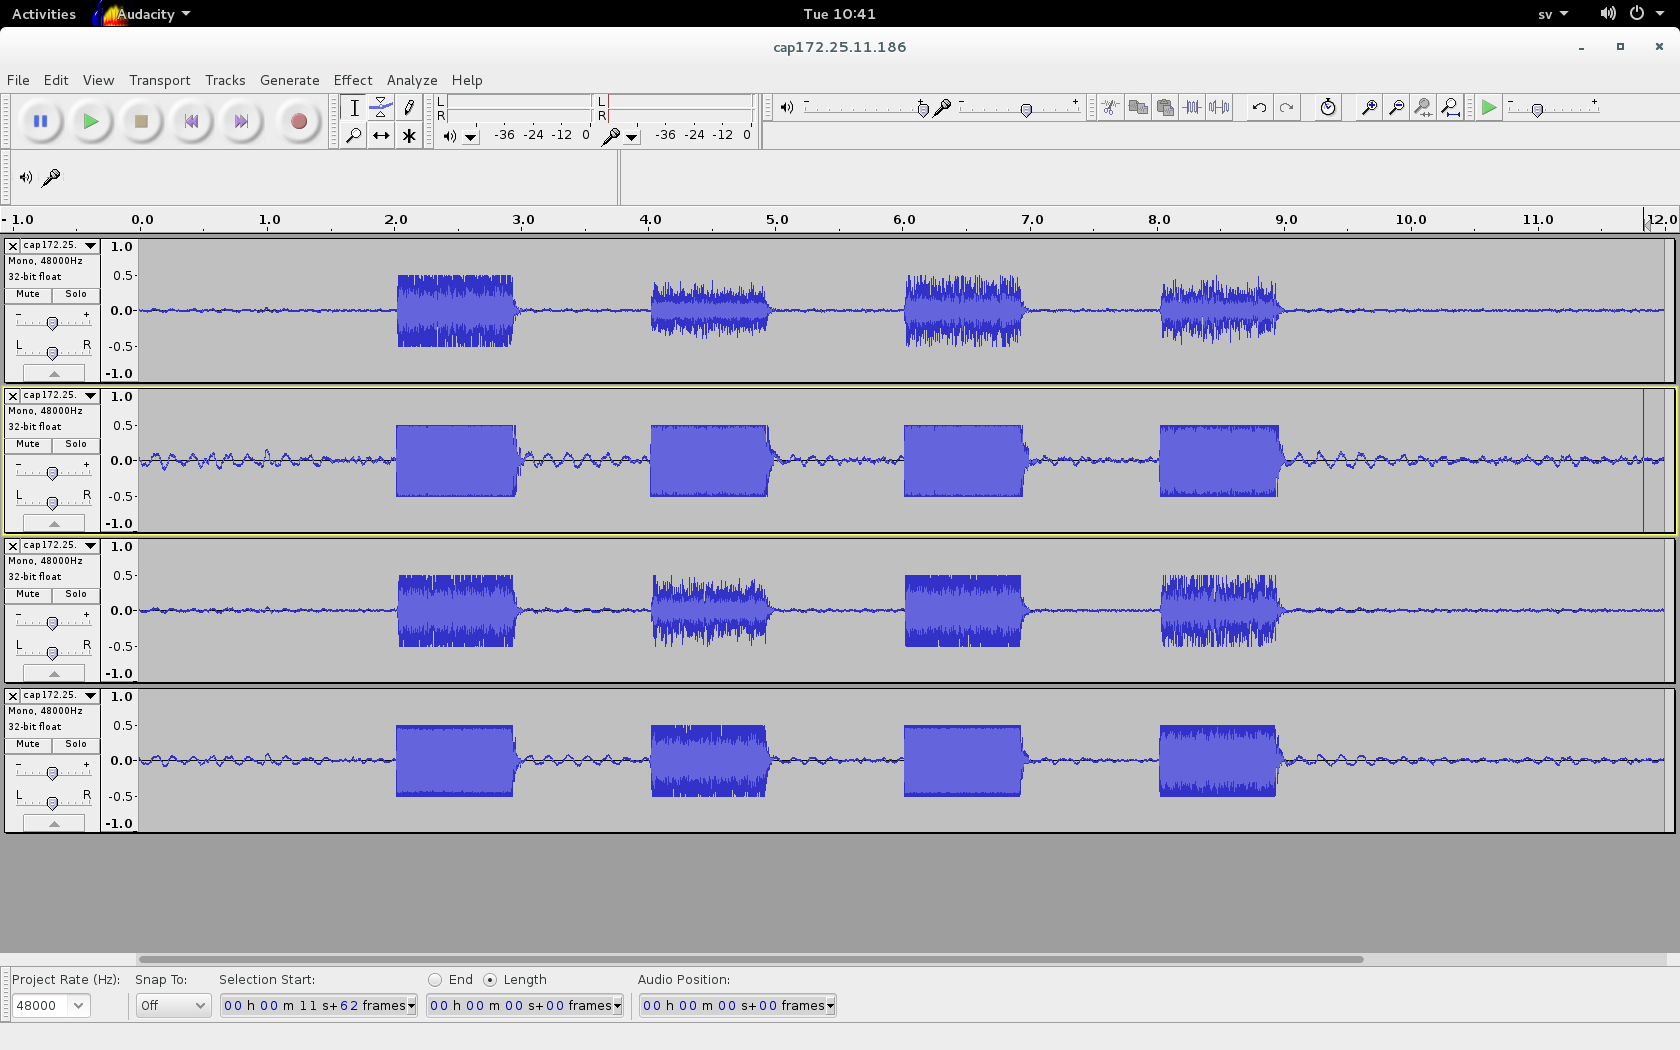 Activities Audacity Tue 10:41 sv
cap172.25.11.186
File Edit View Transport Tracks Generate Effect Analyze Help
L L
R R
-36 -24 -12 0 -36 -24 -12 0
- 1.0 0.0 1.0 2.0 3.0 4.0 5.0 6.0 7.0 8.0 9.0 10.0 11.0 12.0
cap172.25. 1.0
Mono, 48000Hz
32-bit float 0.5
Mute Solo
- + 0.0
L R -0.5
-1.0
cap172.25. 1.0
Mono, 48000Hz
32-bit float 0.5
Mute Solo
- + 0.0
L R -0.5
-1.0
cap172.25. 1.0
Mono, 48000Hz
32-bit float 0.5
Mute Solo
- + 0.0
L R -0.5
-1.0
cap172.25. 1.0
Mono, 48000Hz
32-bit float 0.5
Mute Solo
- + 0.0
L R -0.5
-1.0
Project Rate (Hz): Snap To: Selection Start: End Length Audio Position:
48000 Off 00 h 00 m 11 s+62 frames 00 h 00 m 00 s+00 frames 00 h 00 m 00 s+00 frames